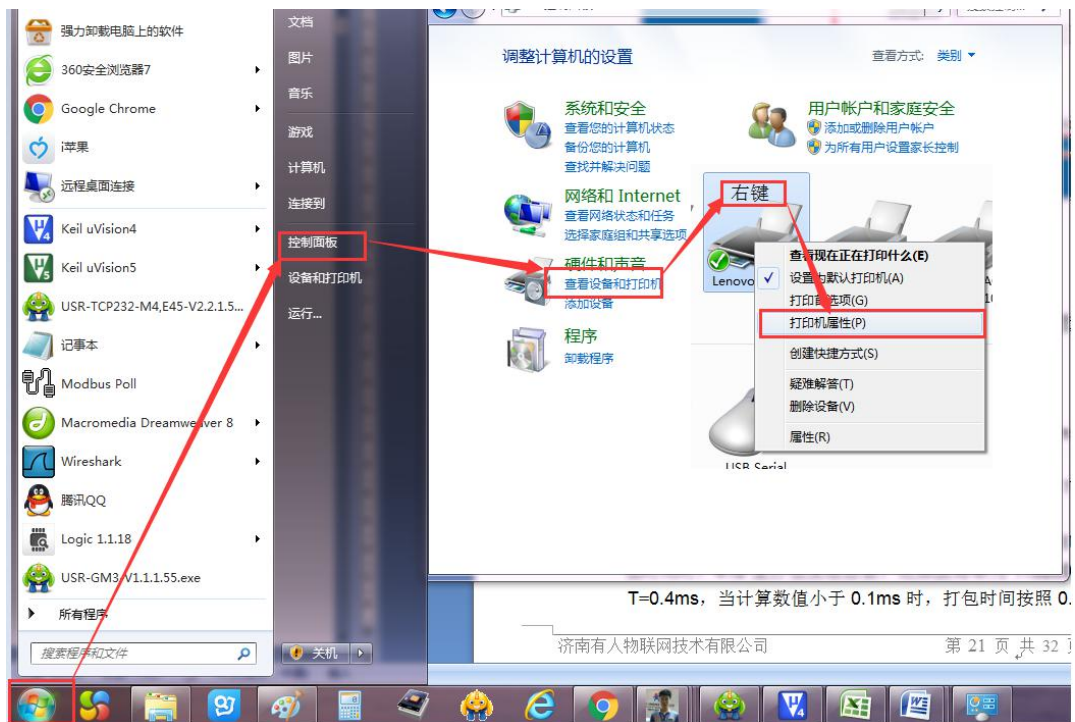 强力卸载电脑上的软件
360安全浏览器7
Google Chrome
i苹果
远程桌面连接
Keil uVision4
Keil uVision5
USR-TCP232-M4,E45-V2.2.1.5...
记事本
Modbus Poll
Macromedia Dreamweaver 8
Wireshark
腾讯QQ
Logic 1.1.18
USR-GM3-V1.1.1.55.exe
所有程序
搜索程序和文件
文档
图片
音乐
游戏
计算机
连接到
控制面板
设备和打印机
运行...
关机
调整计算机的设置
查看方式: 类别
系统和安全
查看您的计算机状态
备份您的计算机
查找并解决问题
网络和 Internet
查看网络状态和任务
选择家庭组和共享选项
硬件和声音
查看设备和打印机
添加设备
程序
卸载程序
用户帐户和家庭安全
添加或删除用户帐户
为所有用户设置家长控制
右键
Lenovo
查看现在正在打印什么(E)
设置为默认打印机(A)
打印首选项(G)
打印机属性(P)
创建快捷方式(S)
疑难解答(T)
删除设备(V)
属性(R)
USB Serial
T=0.4ms，当计算数值小于 0.1ms 时，打包时间按照 0.
济南有人物联网技术有限公司
第 21 页 共 32